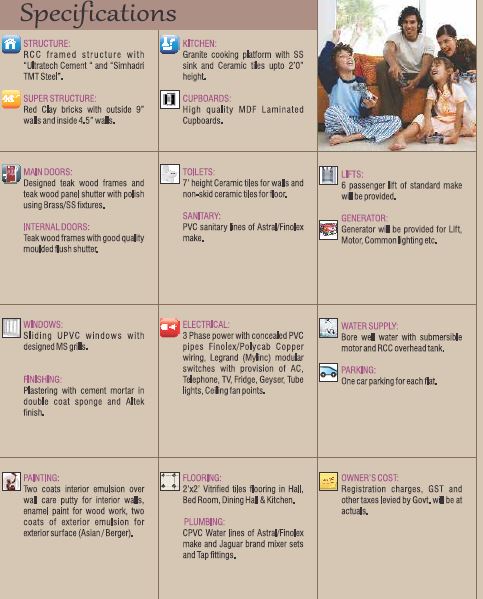 Specifications
STRUCTURE:
RCC framed structure with
"Ultratech Cement " and "Simhadri
TMT Steel".
SUPER STRUCTURE:
Red Clay bricks with outside 9"
walls and inside 4.5" walls.
KITCHEN:
Granite cooking platform with SS
sink and Ceramic tiles upto 2'0"
height.
CUPBOARDS:
High quality MDF Laminated
Cupboards.
MAIN DOORS:
Designed teak wood frames and
teak wood panel shutter with polish
using Brass/SS fixtures.
INTERNAL DOORS:
Teak wood frames with good quality
moulded flush shutter.
TOILETS:
7' height Ceramic tiles for walls and
non-skid ceramic tiles for floor.
SANITARY:
PVC sanitary lines of Astral/Finolex
make.
LIFTS:
6 passenger lift of standard make
will be provided.
GENERATOR:
Generator will be provided for Lift,
Motor, Common lighting etc.
WINDOWS:
Sliding UPVC windows with
designed MS grills.
FINISHING:
Plastering with cement mortar in
double coat sponge and Altek
finish.
ELECTRICAL:
3 Phase power with concealed PVC
pipes Finolex/Polycab Copper
wiring, Legrand (Mylinc) modular
switches with provision of AC,
Telephone, TV, Fridge, Geyser, Tube
lights, Ceiling fan points.
WATER SUPPLY:
Bore well water with submersible
motor and RCC overhead tank.
PARKING:
One car parking for each flat.
PAINTING:
Two coats interior emulsion over
wall care putty for interior walls,
enamel paint for wood work, two
coats of exterior emulsion for
exterior surface (Asian / Berger).
FLOORING:
2'x2' Vitrified tiles flooring in Hall,
Bed Room, Dining Hall & Kitchen.
PLUMBING:
CPVC Water lines of Astral/Finolex
make and Jaguar brand mixer sets
and Tap fittings.
OWNER'S COST:
Registration charges, GST and
other taxes levied by Govt. will be at
actuals.